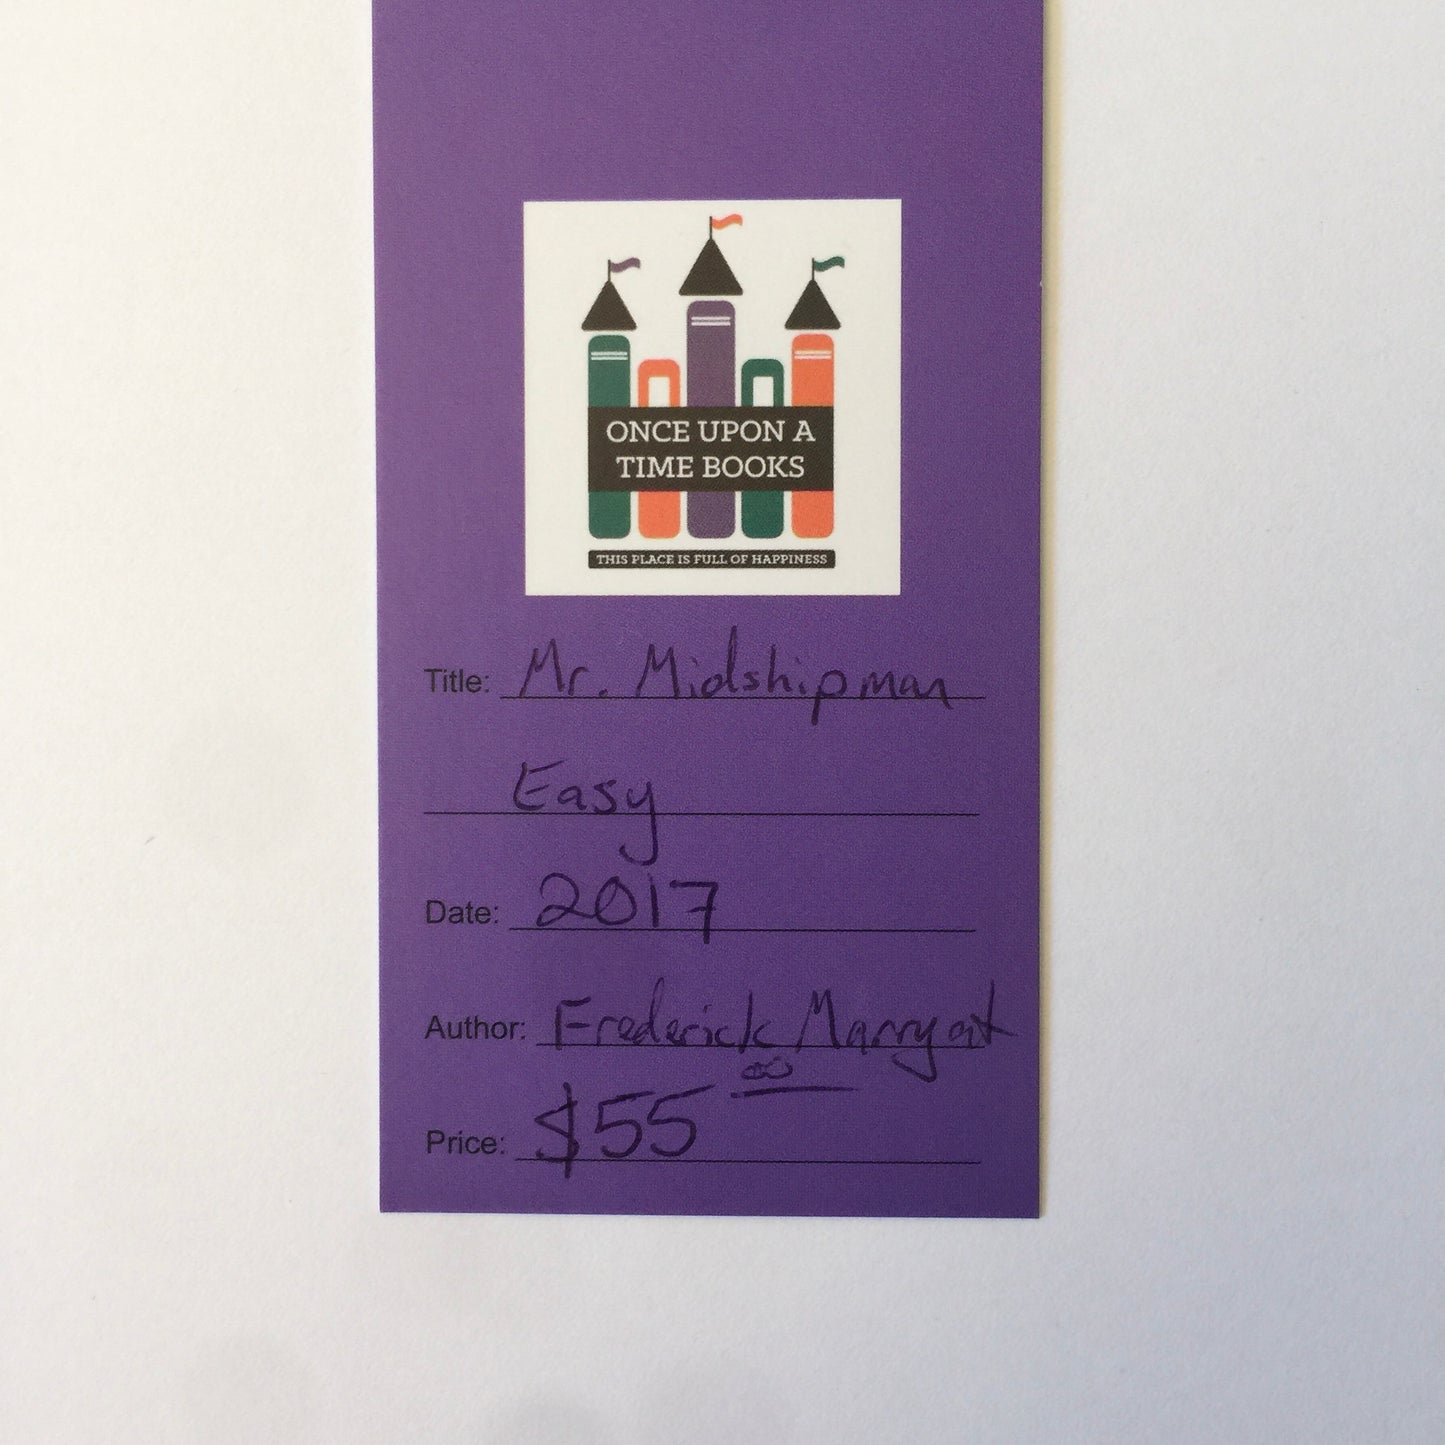 ONCE UPON A
TIME BOOKS
THIS PLACE IS FULL OF HAPPINESS
Title: Mr. Midshipman
Easy
Date: 2017
Author: Frederick Marryat
Price: $55 00